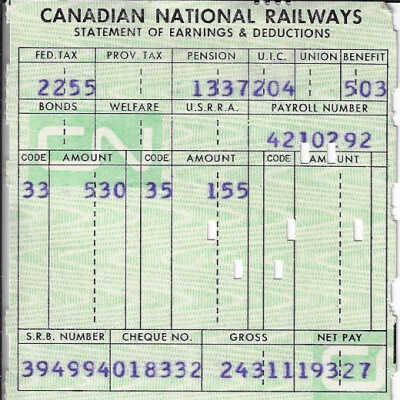 CANADIAN NATIONAL RAILWAYS
STATEMENT OF EARNINGS & DEDUCTIONS
FED. TAX PROV. TAX PENSION U.I.C. UNION BENEFIT
2255 1337 204 503
BONDS WELFARE U.S.R.R.A. PAYROLL NUMBER
4210292
CN
CODE AMOUNT CODE AMOUNT CODE AMOUNT
33 530 35 155
S.R.B. NUMBER CHEQUE NO. GROSS NET PAY
394994 018332 24311 19327